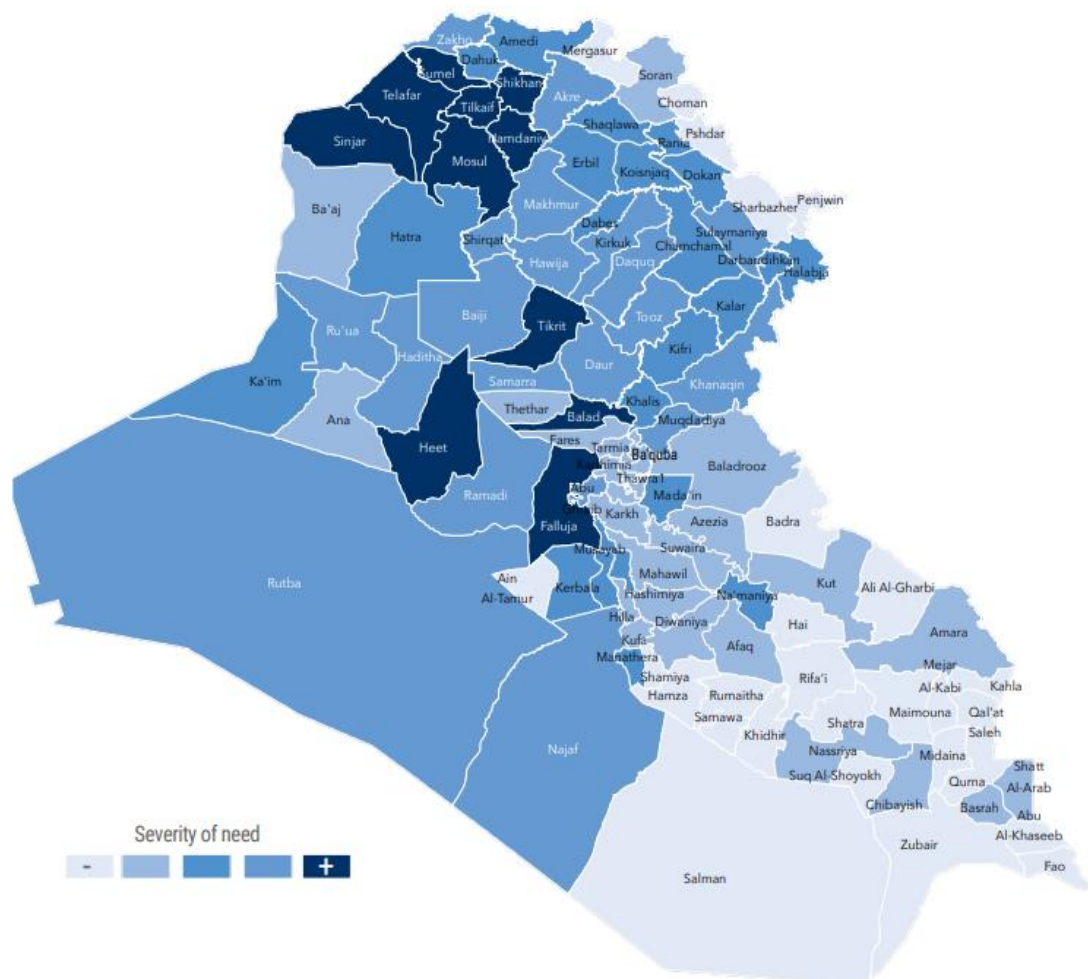 Zakho
Amedi
Mergasur
Dahuk
Sumel
Soran
Shikhan
Telafar
Akre
Choman
Tilkaif
Shaqlawa
Pshdar
Hamdaniya
Rania
Sinjar
Mosul
Erbil
Koisnjaq
Dokan
Makhmur
Sharbazher
Penjwin
Ba'aj
Hatra
Shirqat
Dabes
Sulaymaniya
Kirkuk
Chamchamal
Hawija
Daquq
Darbandihkan
Halabja
Baiji
Tikrit
Tooz
Kalar
Ru'ua
Haditha
Kifri
Daur
Ka'im
Samarra
Khanaqin
Khalis
Thethar
Balad
Muqdadiya
Ana
Heet
Fares
Tarmia
Ba'quba
Kadhimia
Baladrooz
Thawra1
Abu
Ghraib
Ramadi
Mada'in
Karkh
Falluja
Azezia
Badra
Musayab
Suwaira
Mahawil
Kut
Ain
Al-Tamur
Rutba
Kerbala
Hashimiya
Na'maniya
Ali Al-Gharbi
Hilla
Diwaniya
Hai
Kufa
Afaq
Amara
Manathera
Mejar
Al-Kabi
Shamiya
Rifa'i
Kahla
Hamza
Rumaitha
Maimouna
Qal'at
Saleh
Samawa
Shatra
Khidhir
Najaf
Nassriya
Midaina
Suq Al-Shoyokh
Qurna
Shatt
Al-Arab
Chibayish
Basrah
Abu
Al-Khaseeb
Zubair
Fao
Salman
Severity of need
- +